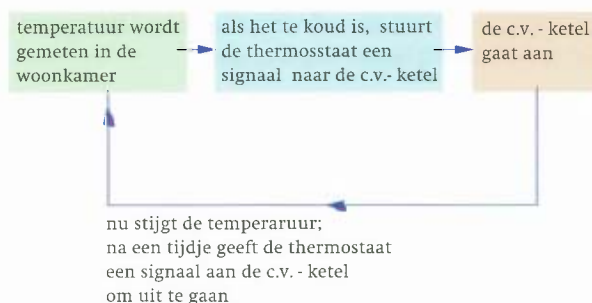 temperatuur wordt
gemeten in de
woonkamer
als het te koud is, stuurt
de thermosstaat een
signaal naar de c.v.- ketel
de c.v. - ketel
gaat aan
nu stijgt de temperaruur;
na een tijdje geeft de thermostaat
een signaal aan de c.v. - ketel
om uit te gaan